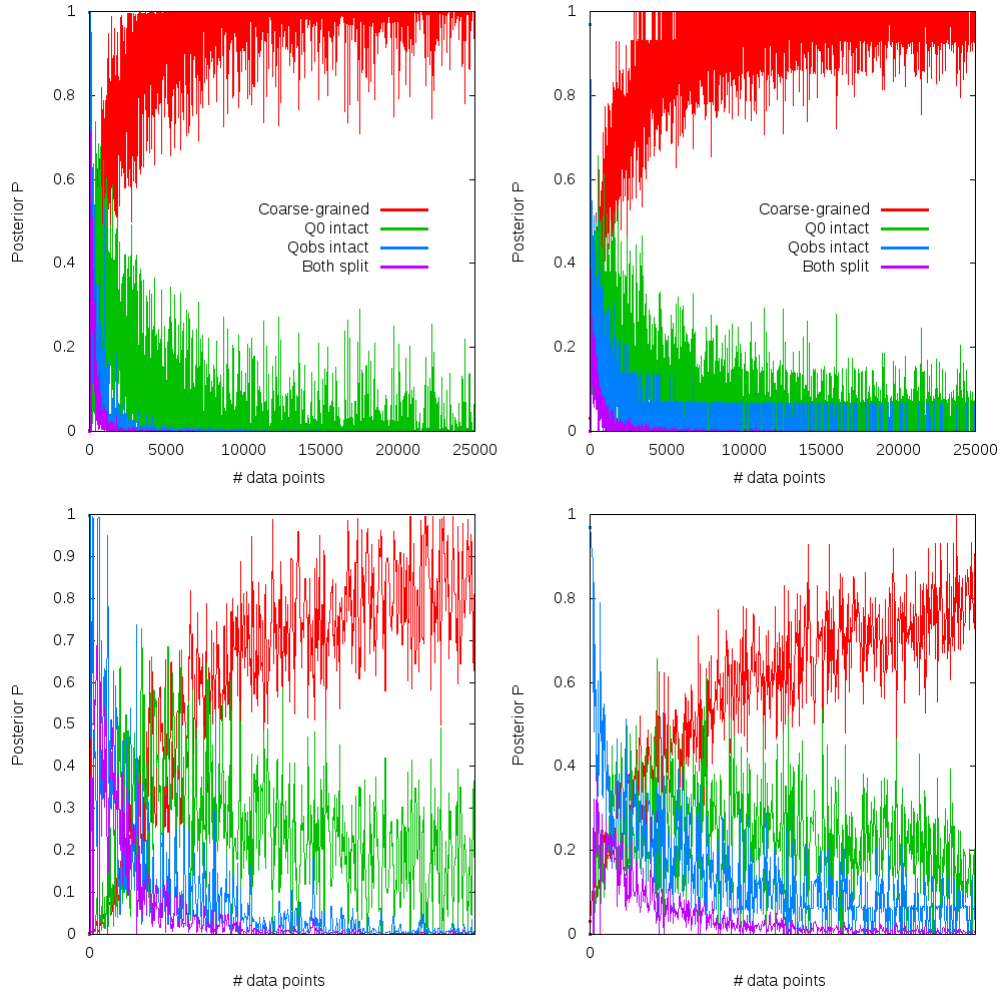 1
0.8
0.6
0.4
0.2
0
Posterior P
Coarse-grained
Q0 intact
Qobs intact
Both split
0 5000 10000 15000 20000 25000
# data points
1
0.8
0.6
0.4
0.2
0
Posterior P
Coarse-grained
Q0 intact
Qobs intact
Both split
0 5000 10000 15000 20000 25000
# data points
1
0.9
0.8
0.7
0.6
0.5
0.4
0.3
0.2
0.1
0
Posterior P
0
# data points
1
0.8
0.6
0.4
0.2
0
Posterior P
0
# data points